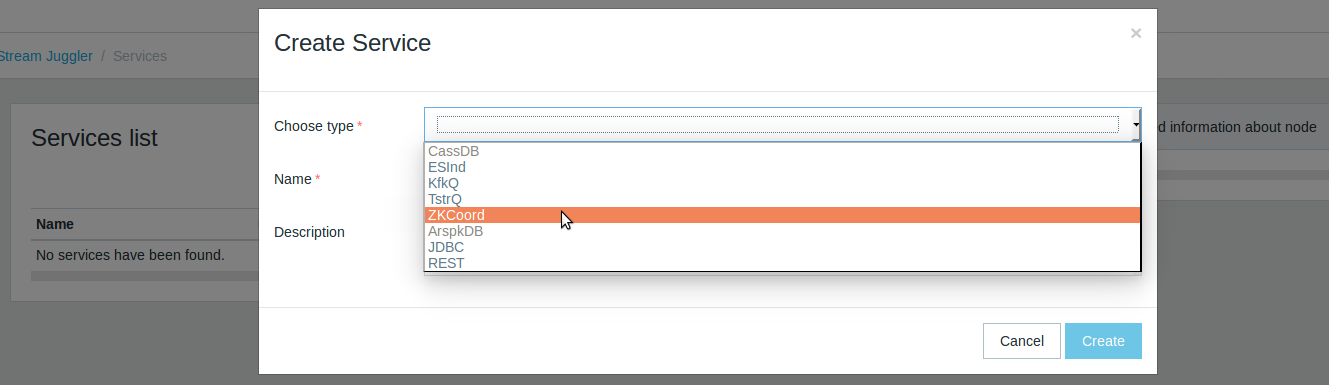 Create Service
×
Stream Juggler / Services
Services list
Choose type *
d information about node
CassDB
ESInd
KfkQ
TstrQ
ZKCoord
ArspkDB
JDBC
REST
Name *
Description
Name
No services have been found.
Cancel
Create